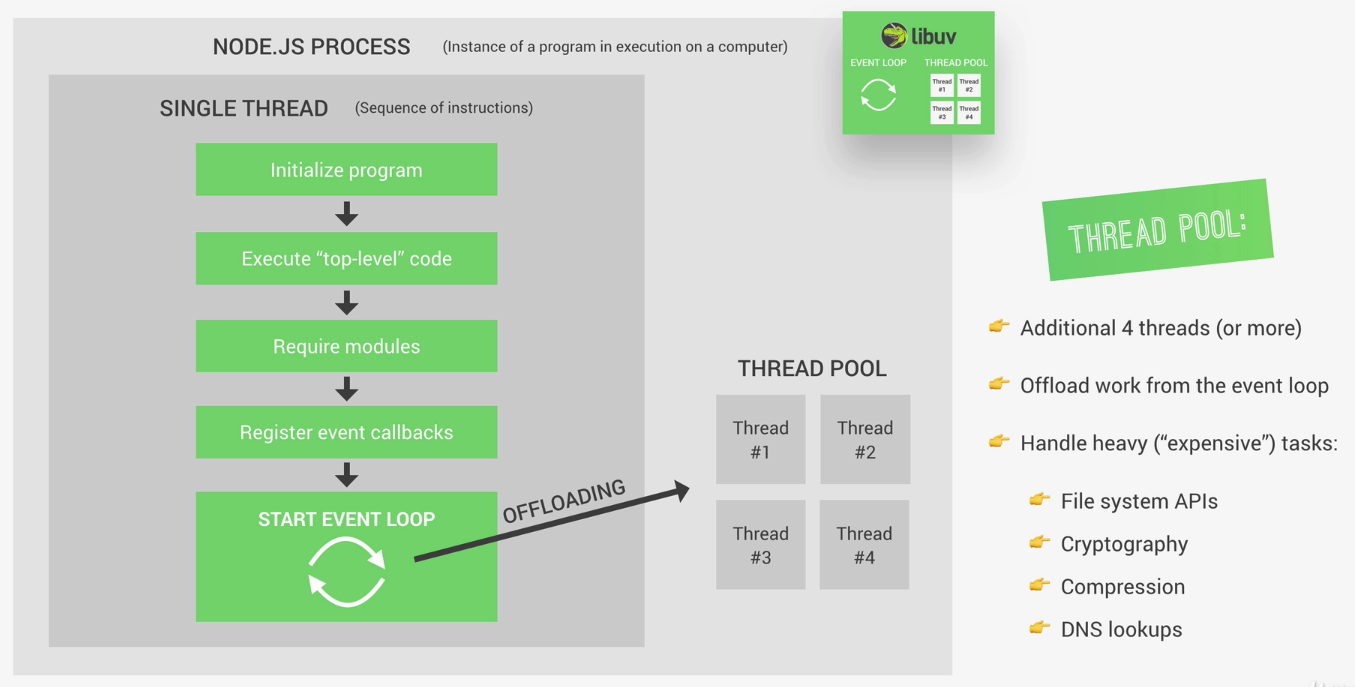 NODE.JS PROCESS (Instance of a program in execution on a computer)
libuv
EVENT LOOP THREAD POOL
Thread #1
Thread #2
Thread #3
Thread #4
SINGLE THREAD (Sequence of instructions)
Initialize program
Execute “top-level” code
Require modules
Register event callbacks
START EVENT LOOP
OFFLOADING
THREAD POOL
Thread
#1
Thread
#2
Thread
#3
Thread
#4
THREAD POOL:
Additional 4 threads (or more)
Offload work from the event loop
Handle heavy (“expensive”) tasks:
File system APIs
Cryptography
Compression
DNS lookups